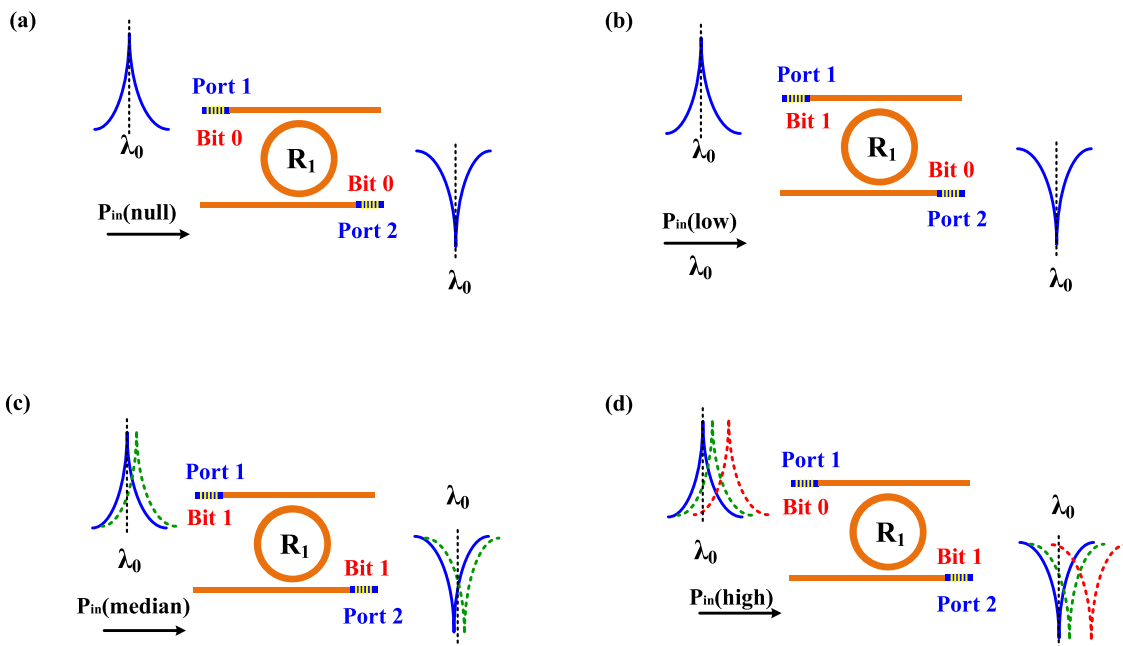 (a)
λ0
Port 1
Bit 0
R1
Bit 0
Port 2
Pin(null)
λ0
(b)
λ0
Port 1
Bit 1
R1
Bit 0
Port 2
Pin(low)
λ0
λ0
(c)
λ0
Port 1
Bit 1
R1
Bit 1
Port 2
Pin(median)
λ0
(d)
λ0
Port 1
Bit 0
R1
Bit 1
Port 2
Pin(high)
λ0